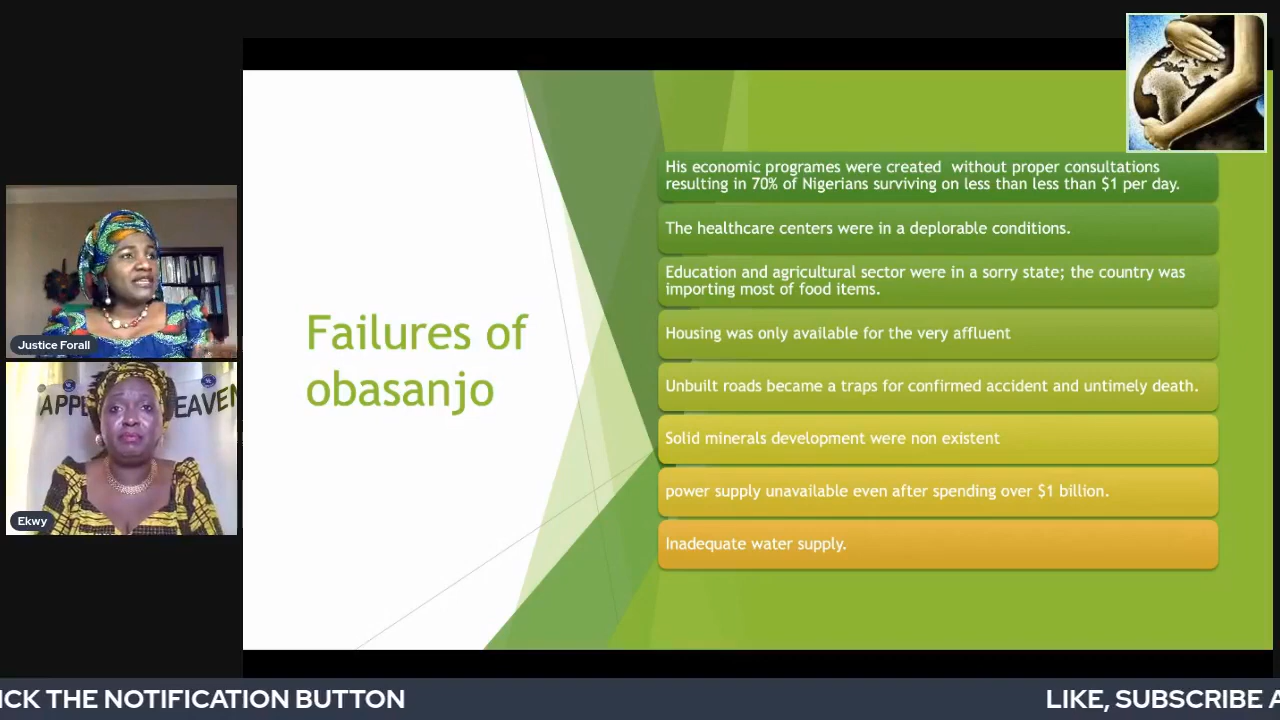 Failures of
obasanjo
His economic programes were created without proper consultations
resulting in 70% of Nigerians surviving on less than less than $1 per day.
The healthcare centers were in a deplorable conditions.
Education and agricultural sector were in a sorry state; the country was
importing most of food items.
Housing was only available for the very affluent
Unbuilt roads became a traps for confirmed accident and untimely death.
Solid minerals development were non existent
power supply unavailable even after spending over $1 billion.
Inadequate water supply.
Justice Forall
APPL EAVEN
Ekwy
ICK THE NOTIFICATION BUTTON
LIKE, SUBSCRIBE A